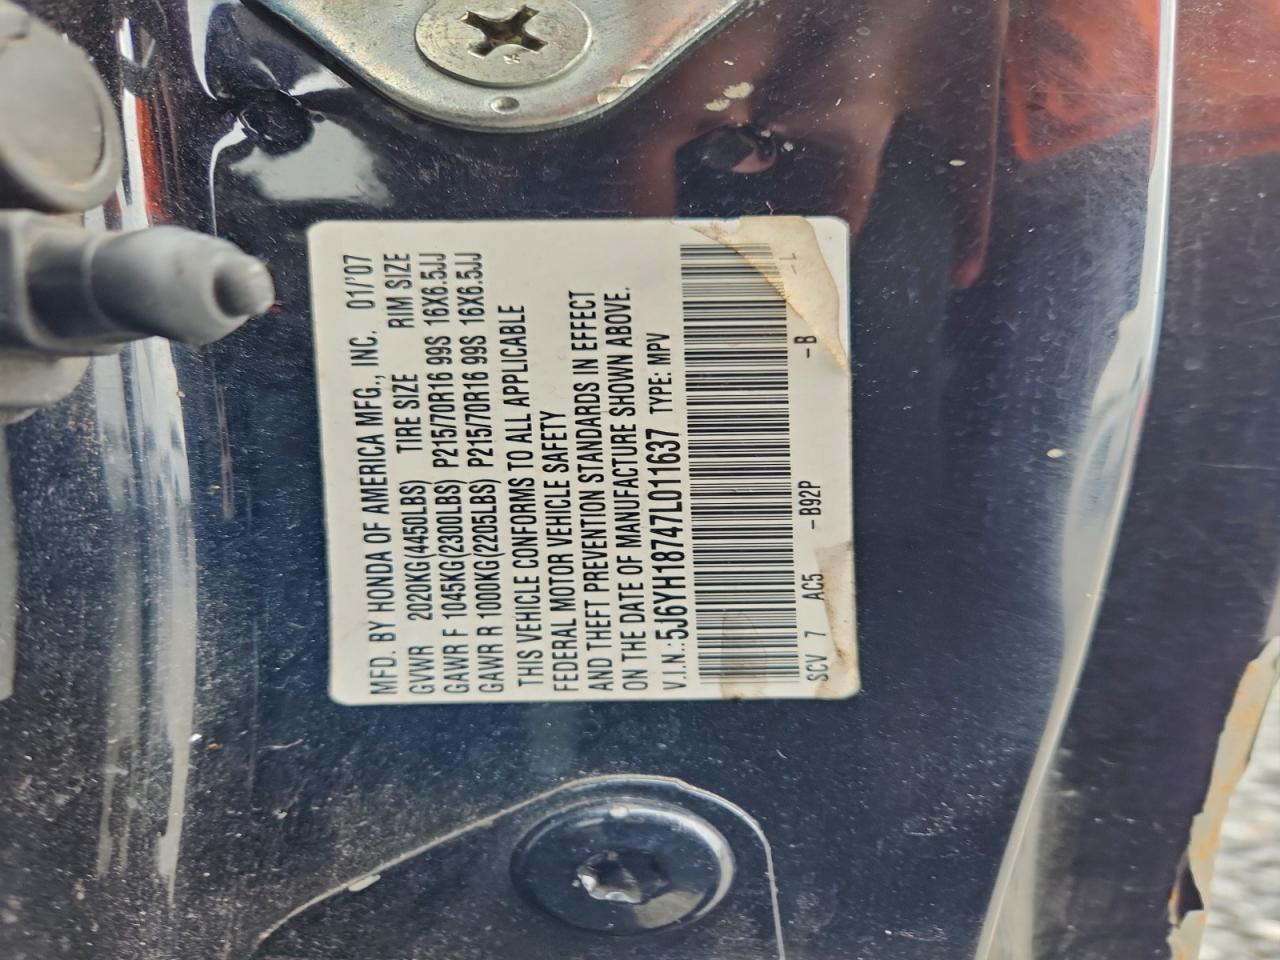 MFD. BY HONDA OF AMERICA MFG., INC. 01/'07
GVWR 2020KG(4450LBS) TIRE SIZE RIM SIZE
GAWR F 1045KG(2300LBS) P215/70R16 99S 16X6.5JJ
GAWR R 1000KG(2205LBS) P215/70R16 99S 16X6.5JJ
THIS VEHICLE CONFORMS TO ALL APPLICABLE
FEDERAL MOTOR VEHICLE SAFETY
AND THEFT PREVENTION STANDARDS IN EFFECT
ON THE DATE OF MANUFACTURE SHOWN ABOVE.
V.I.N.: 5J6YH18747L011637 TYPE: MPV
SCV 7 AC5 -B92P -B -L